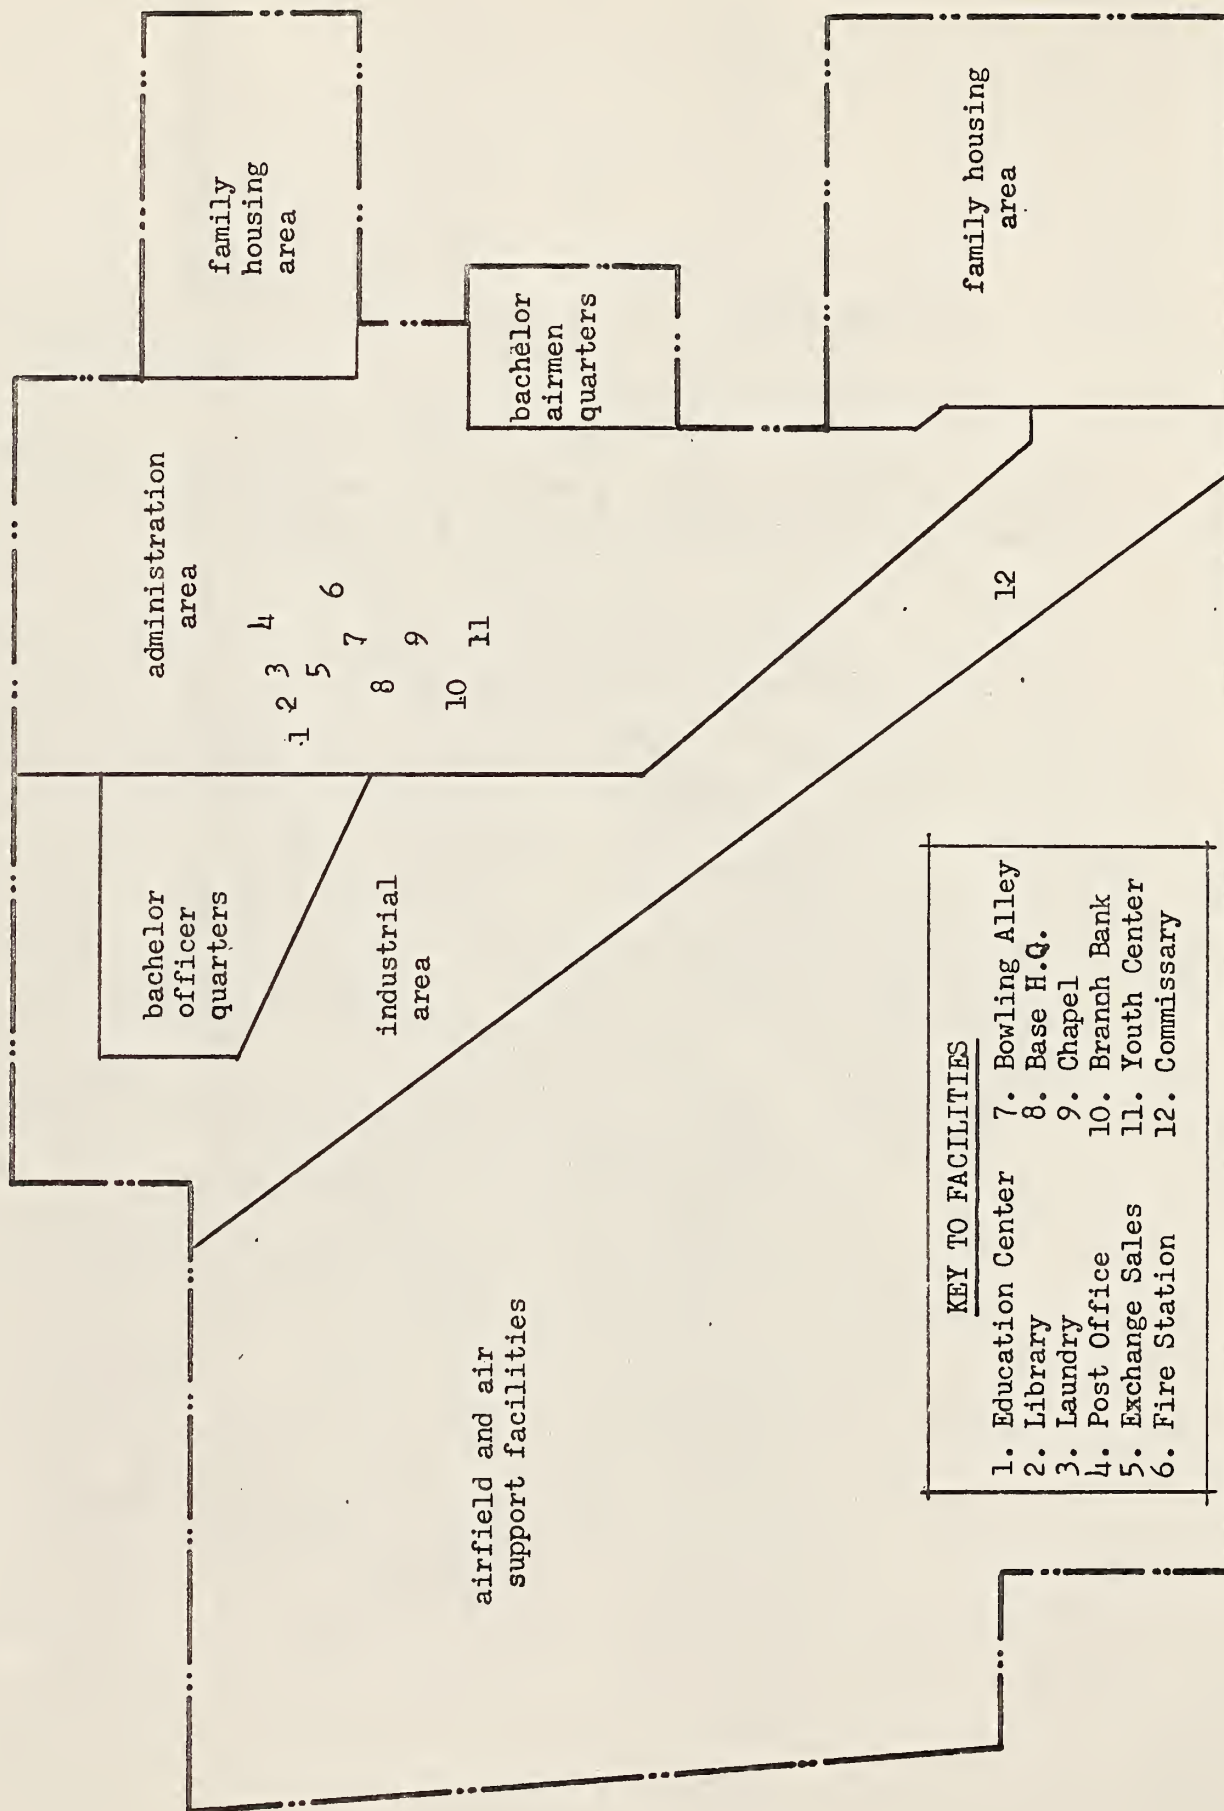 family
housing
area
administration
area
bachelor
officer
quarters
1
2
3
4
5
6
7
8
9
10
11
bachelor
airmen
quarters
industrial
area
family housing
area
12
airfield and air
support facilities
KEY TO FACILITIES
1. Education Center
2. Library
3. Laundry
4. Post Office
5. Exchange Sales
6. Fire Station
7. Bowling Alley
8. Base H.Q.
9. Chapel
10. Branch Bank
11. Youth Center
12. Commissary